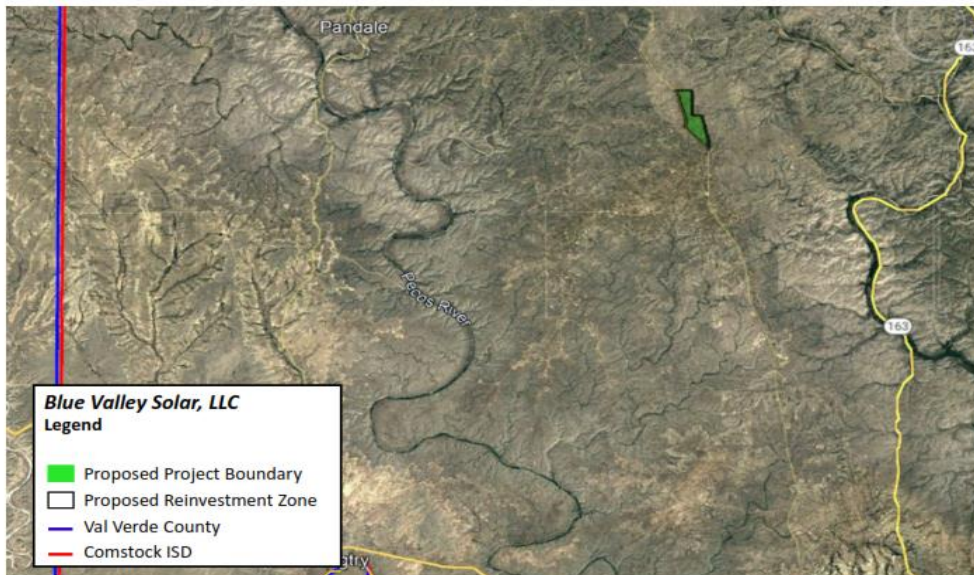 Pandale
163
Pecos River
163
Blue Valley Solar, LLC
Legend
Proposed Project Boundary
Proposed Reinvestment Zone
Val Verde County
Comstock ISD
gtry